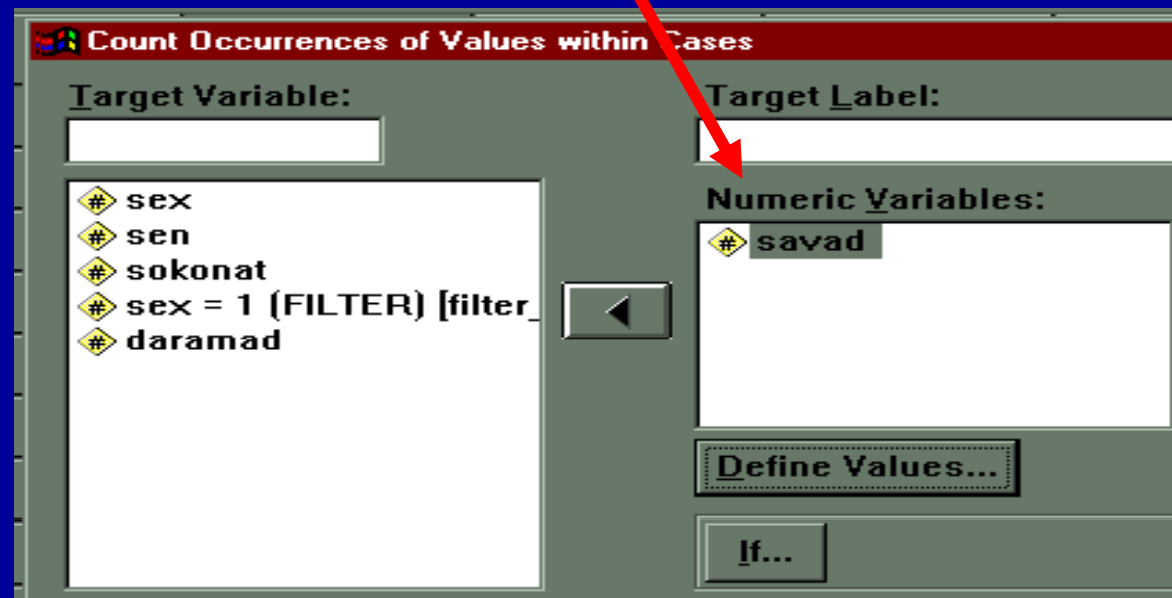 Count Occurrences of Values within Cases
Target Variable:
Target Label:
sex
sen
sokonat
sex = 1 (FILTER) [filter_
daramad
Numeric Variables:
savad
Define Values...
If...